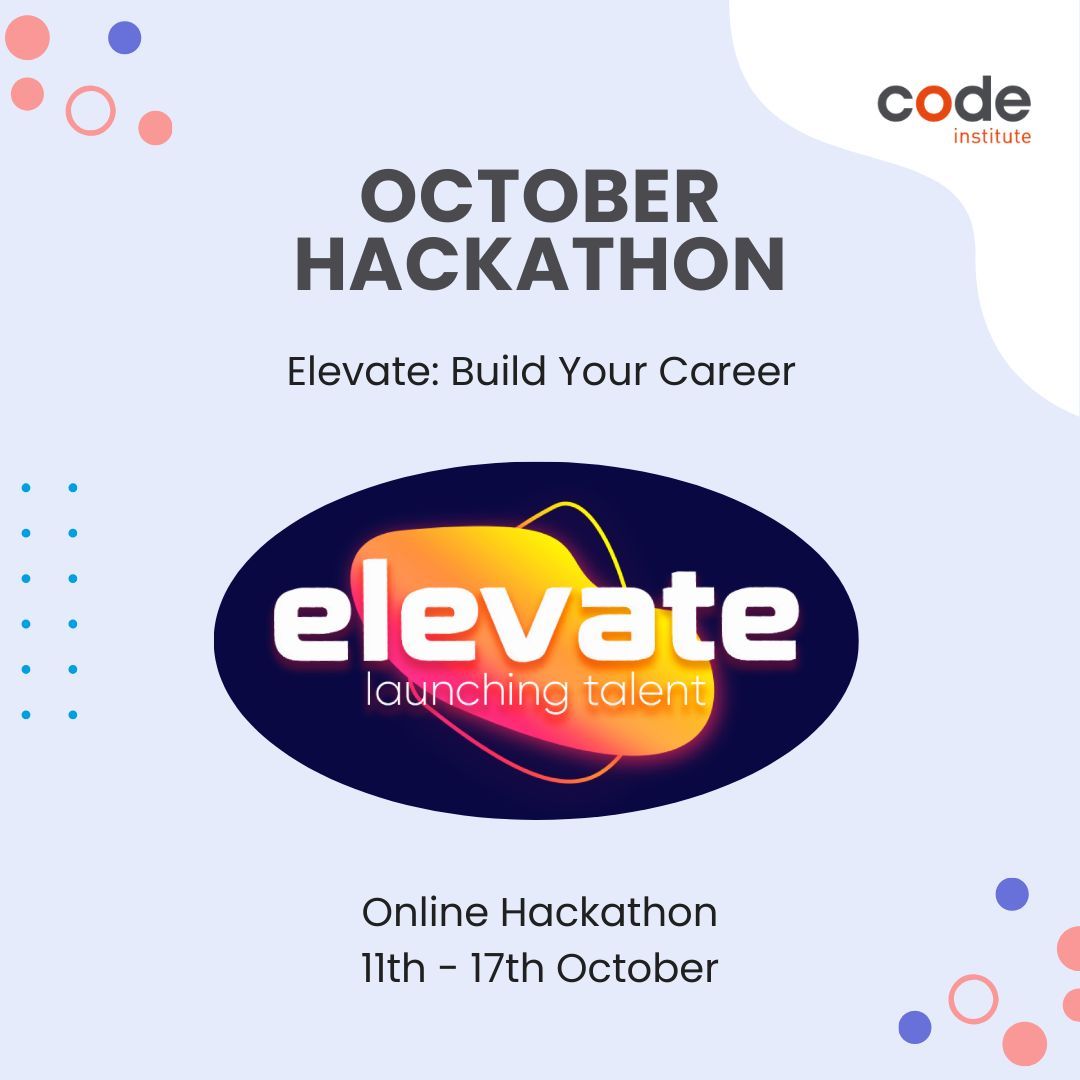 code
institute
OCTOBER
HACKATHON
Elevate: Build Your Career
elevate
launching talent
Online Hackathon
11th - 17th October